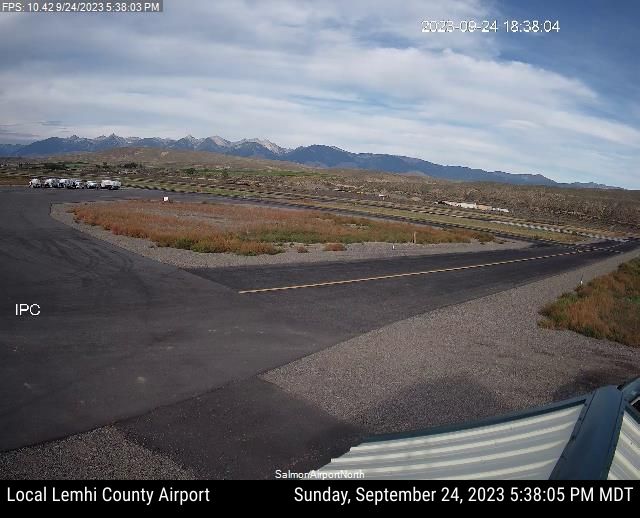 FPS: 10.42 9/24/2023 5:38:03 PM
2023-09-24 18:38:04
IPC
SalmonAirportNorth
Local Lemhi County Airport
Sunday, September 24, 2023 5:38:05 PM MDT